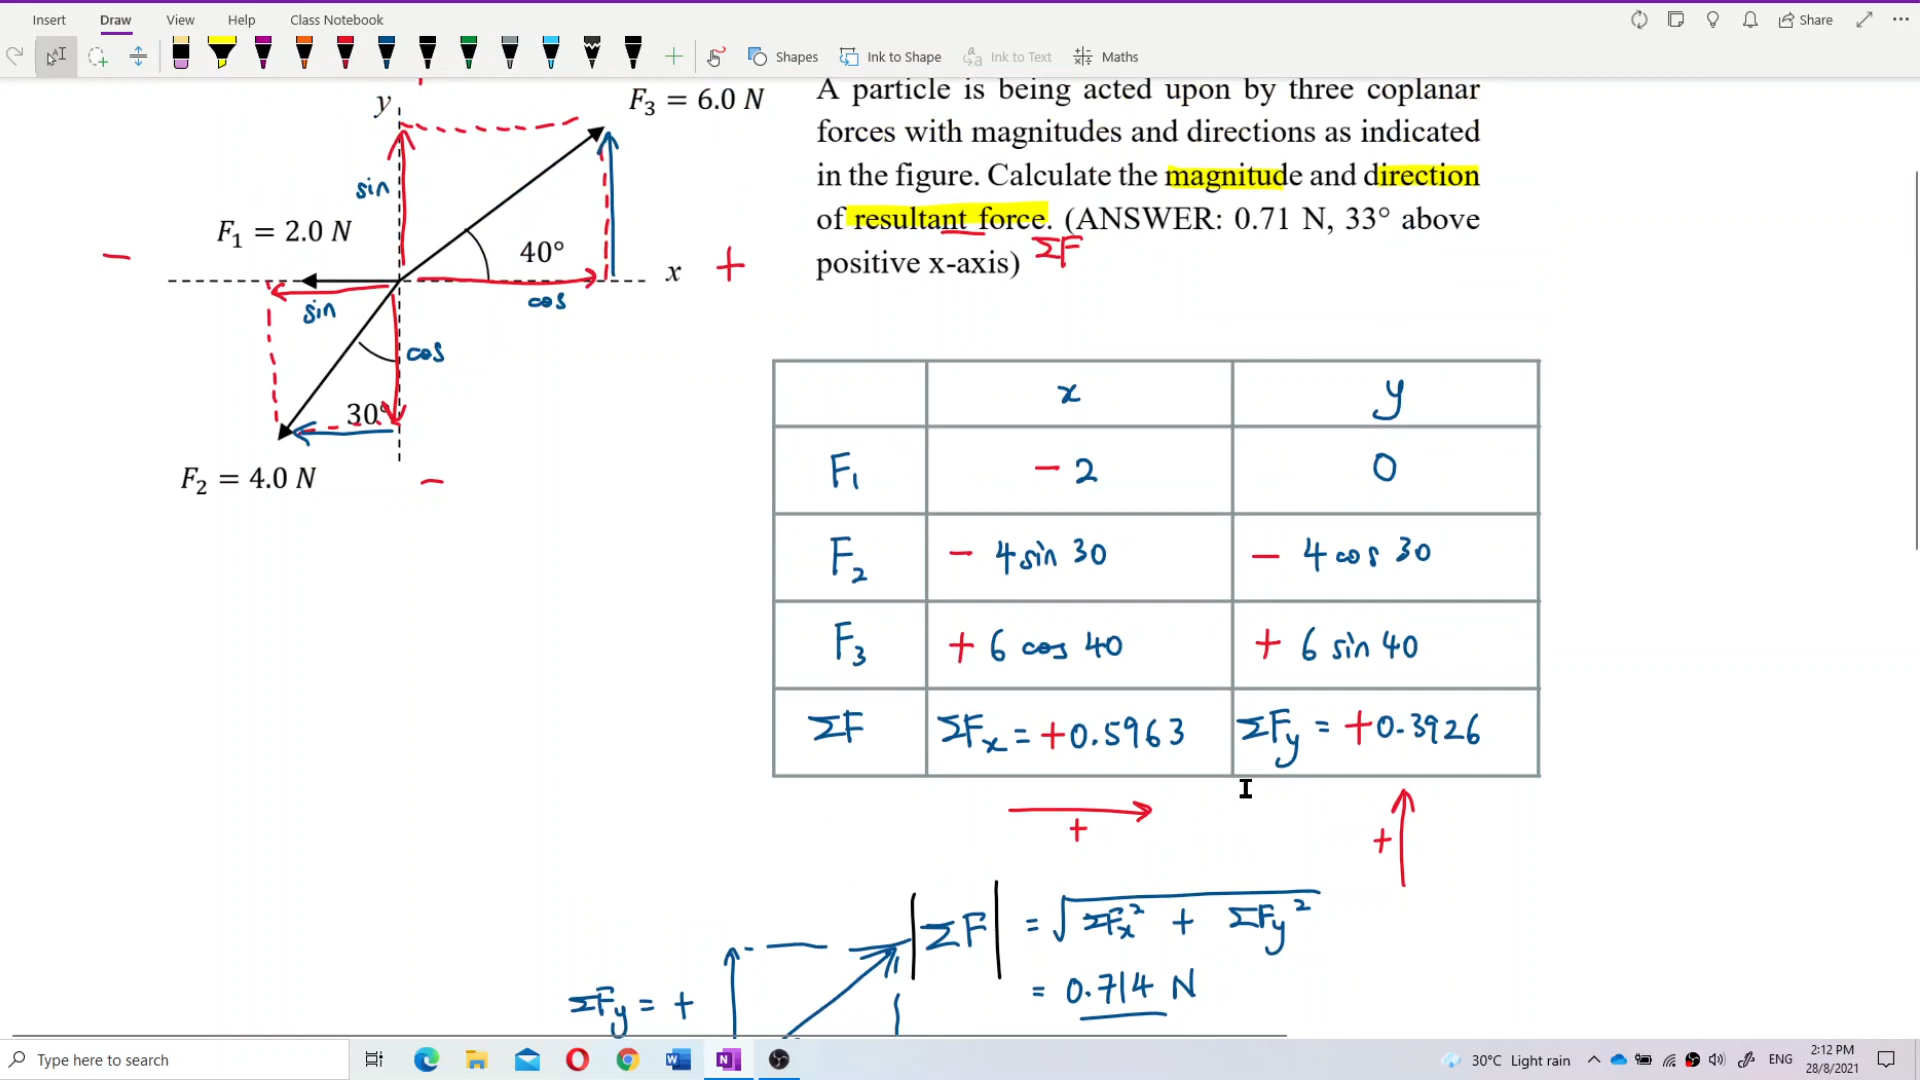 Insert Draw View Help Class Notebook Share
Shapes Ink to Shape Ink to Text Maths
y
F₃ = 6.0 N
sin
F₁ = 2.0 N
40°
−
x +
sin
cos
cos
30°
F₂ = 4.0 N −
A particle is being acted upon by three coplanar
forces with magnitudes and directions as indicated
in the figure. Calculate the magnitude and direction
of resultant force. (ANSWER: 0.71 N, 33° above
positive x-axis) ΣF
x y
F₁ − 2 0
F₂ − 4 sin 30 − 4 cos 30
F₃ + 6 cos 40 + 6 sin 40
ΣF ΣFx = +0.5963 ΣFy = +0.3926
+ +
|ΣF| = √ΣFx² + ΣFy²
= 0.714 N
ΣFy = +
Type here to search
30°C Light rain ENG 2:12 PM
28/8/2021